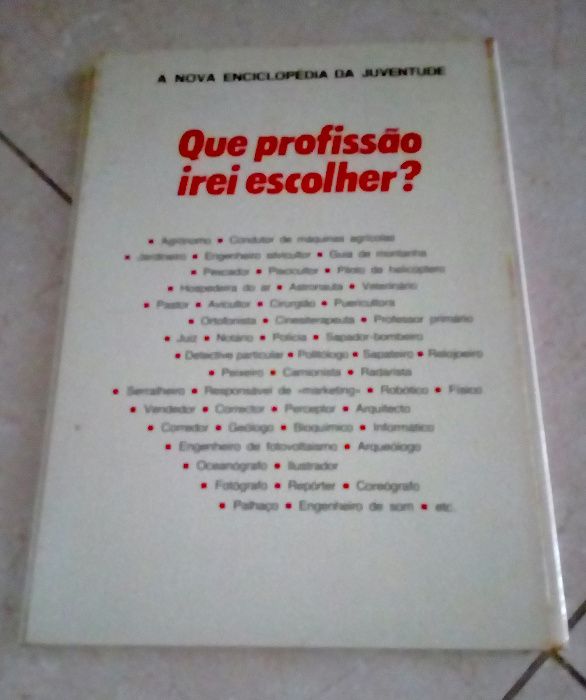 A NOVA ENCICLOPÉDIA DA JUVENTUDE
Que profissão
irei escolher?
• Agrónomo • Condutor de máquinas agrícolas
• Jardineiro • Engenheiro silvicultor • Guia de montanha
• Pescador • Piscicultor • Piloto de helicóptero
• Hospedeira do ar • Astronauta • Veterinário
• Pastor • Avicultor • Cirurgião • Puericultora
• Ortofonista • Cinesiterapeuta • Professor primário
• Juiz • Notário • Polícia • Sapador-bombeiro
• Detective particular • Politólogo • Sapateiro • Relojoeiro
• Peixeiro • Camionista • Radarista
• Serralheiro • Responsável de «marketing» • Robótico • Físico
• Vendedor • Corrector • Perceptor • Arquitecto
• Corredor • Geólogo • Bioquímico • Informático
• Engenheiro de fotovoltaísmo • Arqueólogo
• Oceanógrafo • Ilustrador
• Fotógrafo • Repórter • Coreógrafo
• Palhaço • Engenheiro de som • etc.